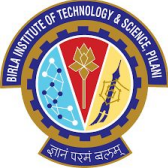 BIRLA INSTITUTE OF TECHNOLOGY & SCIENCE, PILANI
ज्ञानं परमं बलम्